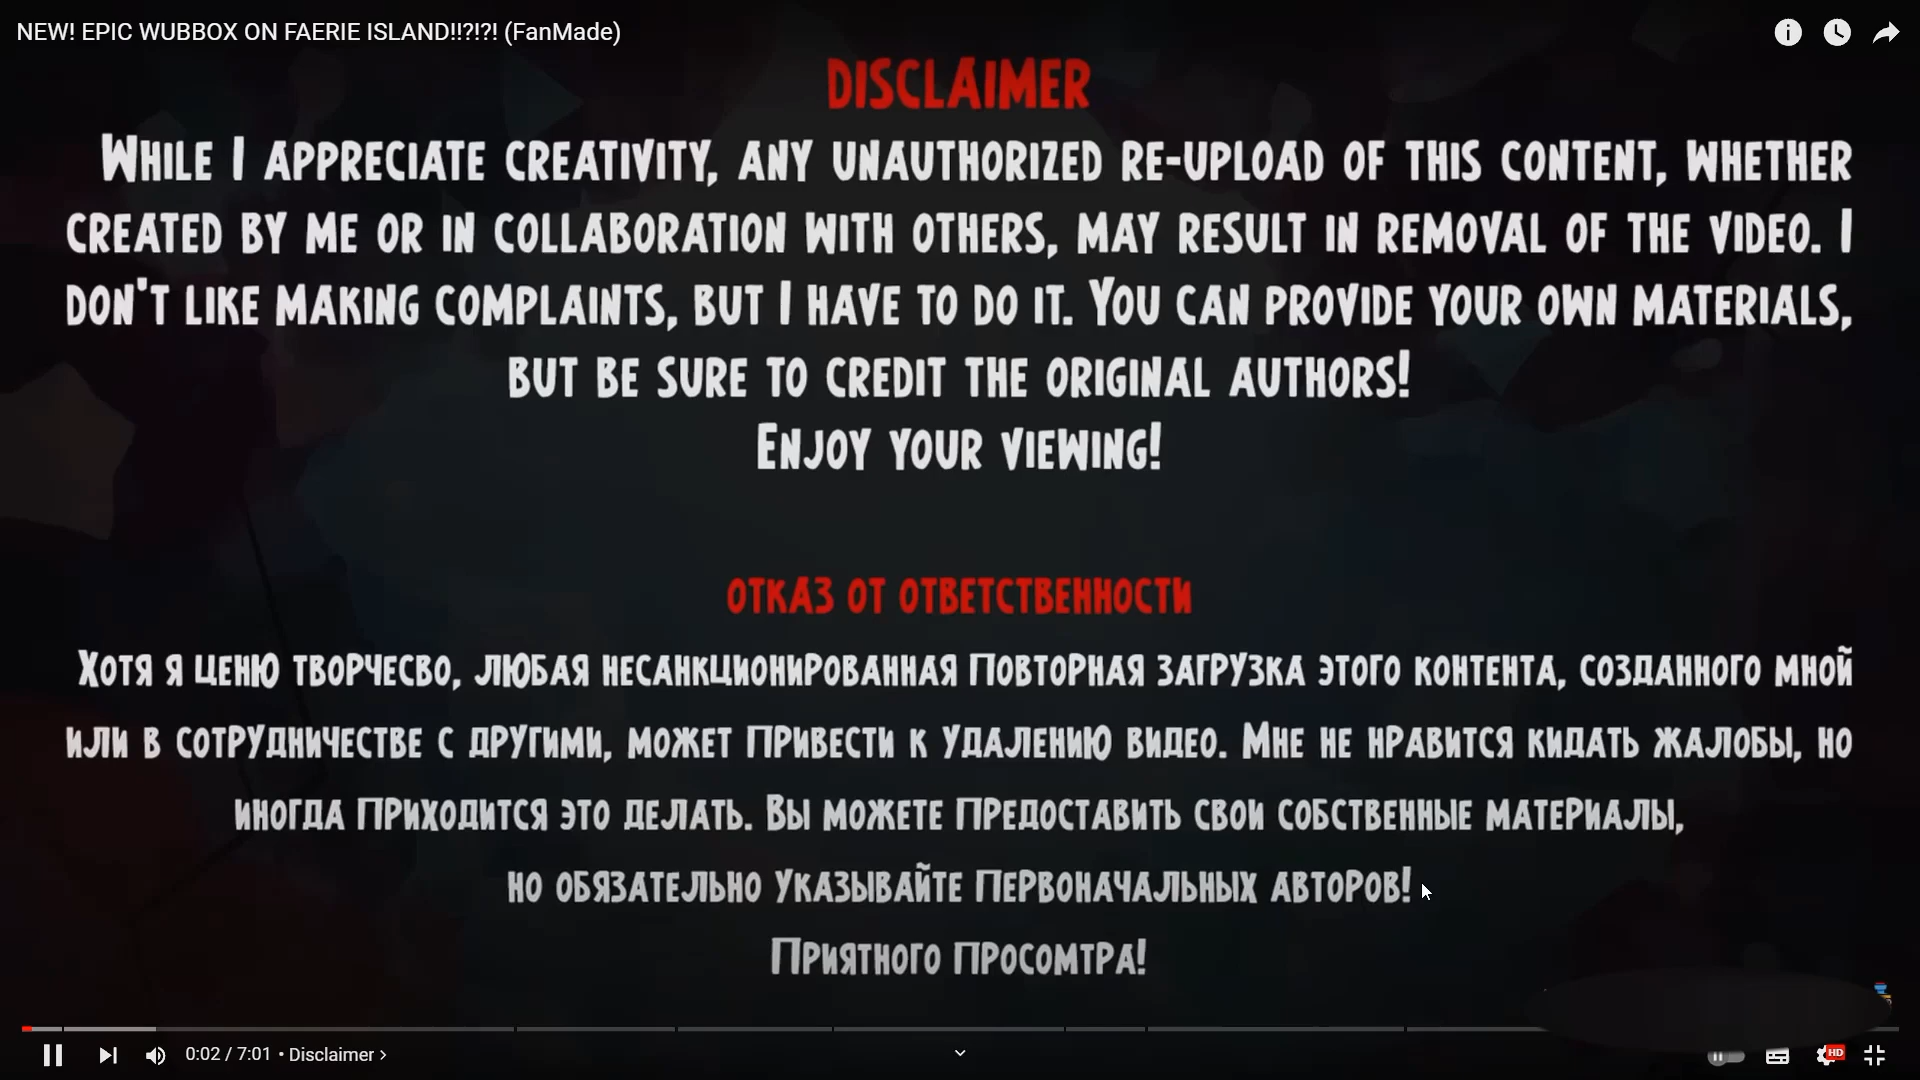 NEW! EPIC WUBBOX ON FAERIE ISLAND!!?!?! (FanMade)
DISCLAIMER
WHILE I APPRECIATE CREATIVITY, ANY UNAUTHORIZED RE-UPLOAD OF THIS CONTENT, WHETHER
CREATED BY ME OR IN COLLABORATION WITH OTHERS, MAY RESULT IN REMOVAL OF THE VIDEO. I
DON'T LIKE MAKING COMPLAINTS, BUT I HAVE TO DO IT. YOU CAN PROVIDE YOUR OWN MATERIALS,
BUT BE SURE TO CREDIT THE ORIGINAL AUTHORS!
ENJOY YOUR VIEWING!
ОТКАЗ ОТ ОТВЕТСТВЕННОСТИ
ХОТЯ Я ЦЕНЮ ТВОРЧЕСВО, ЛЮБАЯ НЕСАНКЦИОНИРОВАННАЯ ПОВТОРНАЯ ЗАГРУЗКА ЭТОГО КОНТЕНТА, СОЗДАННОГО МНОЙ
ИЛИ В СОТРУДНИЧЕСТВЕ С ДРУГИМИ, МОЖЕТ ПРИВЕСТИ К УДАЛЕНИЮ ВИДЕО. МНЕ НЕ НРАВИТСЯ КИДАТЬ ЖАЛОБЫ, НО
ИНОГДА ПРИХОДИТСЯ ЭТО ДЕЛАТЬ. ВЫ МОЖЕТЕ ПРЕДОСТАВИТЬ СВОИ СОБСТВЕННЫЕ МАТЕРИАЛЫ,
НО ОБЯЗАТЕЛЬНО УКАЗЫВАЙТЕ ПЕРВОНАЧАЛЬНЫХ АВТОРОВ!
ПРИЯТНОГО ПРОСОМТРА!
0:02 / 7:01 • Disclaimer ›
HD